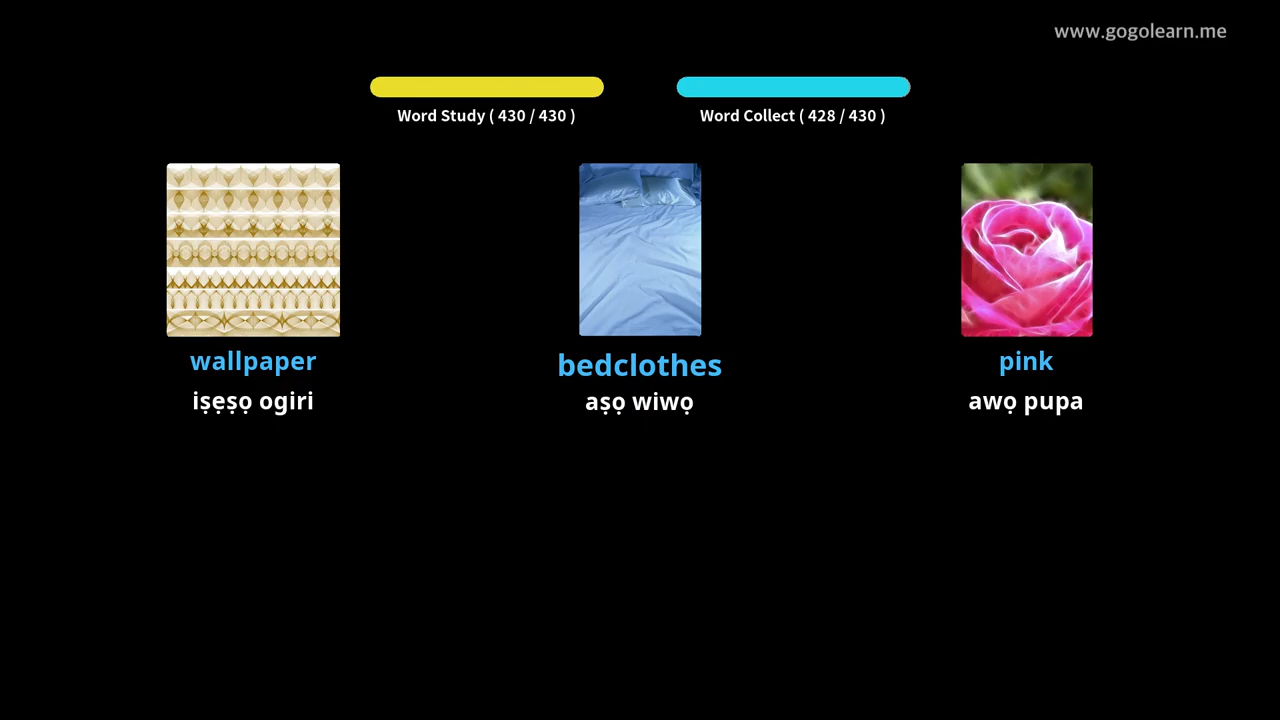 www.gogolearn.me
Word Study ( 430 / 430 )
Word Collect ( 428 / 430 )
wallpaper
bedclothes
pink
iṣẹṣọ ogiri
aṣọ wiwọ
awọ pupa